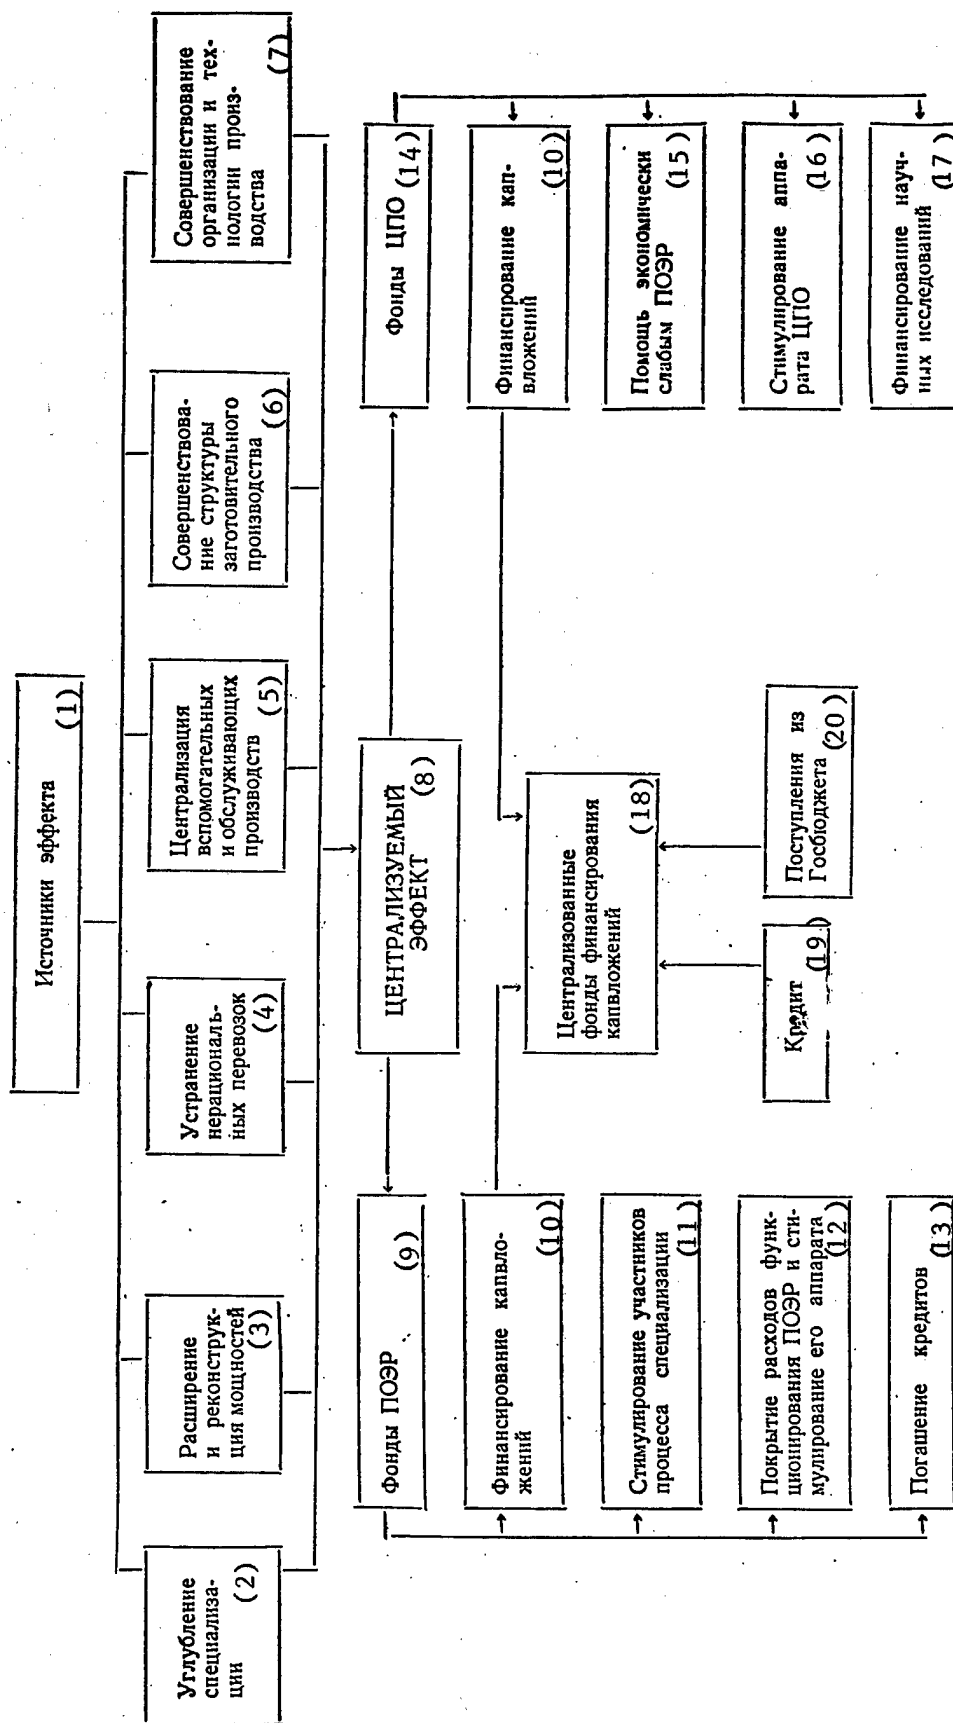 Источники эффекта
(1)
Углубление
специализа-
ции (2)
Расширение
и реконструк-
ция мощностей
(3)
Устранение
нерациональ-
ных перевозок
(4)
Централизация
вспомогательных
и обслуживающих
производств (5)
Совершенствова-
ние структуры
заготовительного
производства (6)
Совершенствование
организации и тех-
нологии произ-
водства (7)
ЦЕНТРАЛИЗУЕМЫЙ
ЭФФЕКТ (8)
Фонды ПОЭР (9)
Финансирование капвло-
жений (10)
Стимулирование участников
процесса специализации
(11)
Покрытие расходов функ-
ционирования ПОЭР и сти-
мулирование его аппарата
(12)
Погашение кредитов
(13)
Фонды ЦПО (14)
Финансирование кап-
вложений (10)
Помощь экономически
слабым ПОЭР (15)
Стимулирование аппа-
рата ЦПО (16)
Финансирование науч-
ных исследований (17)
Централизованные
фонды финансирования
капвложений (18)
Кредит
(19)
Поступления из
Госбюджета (20)